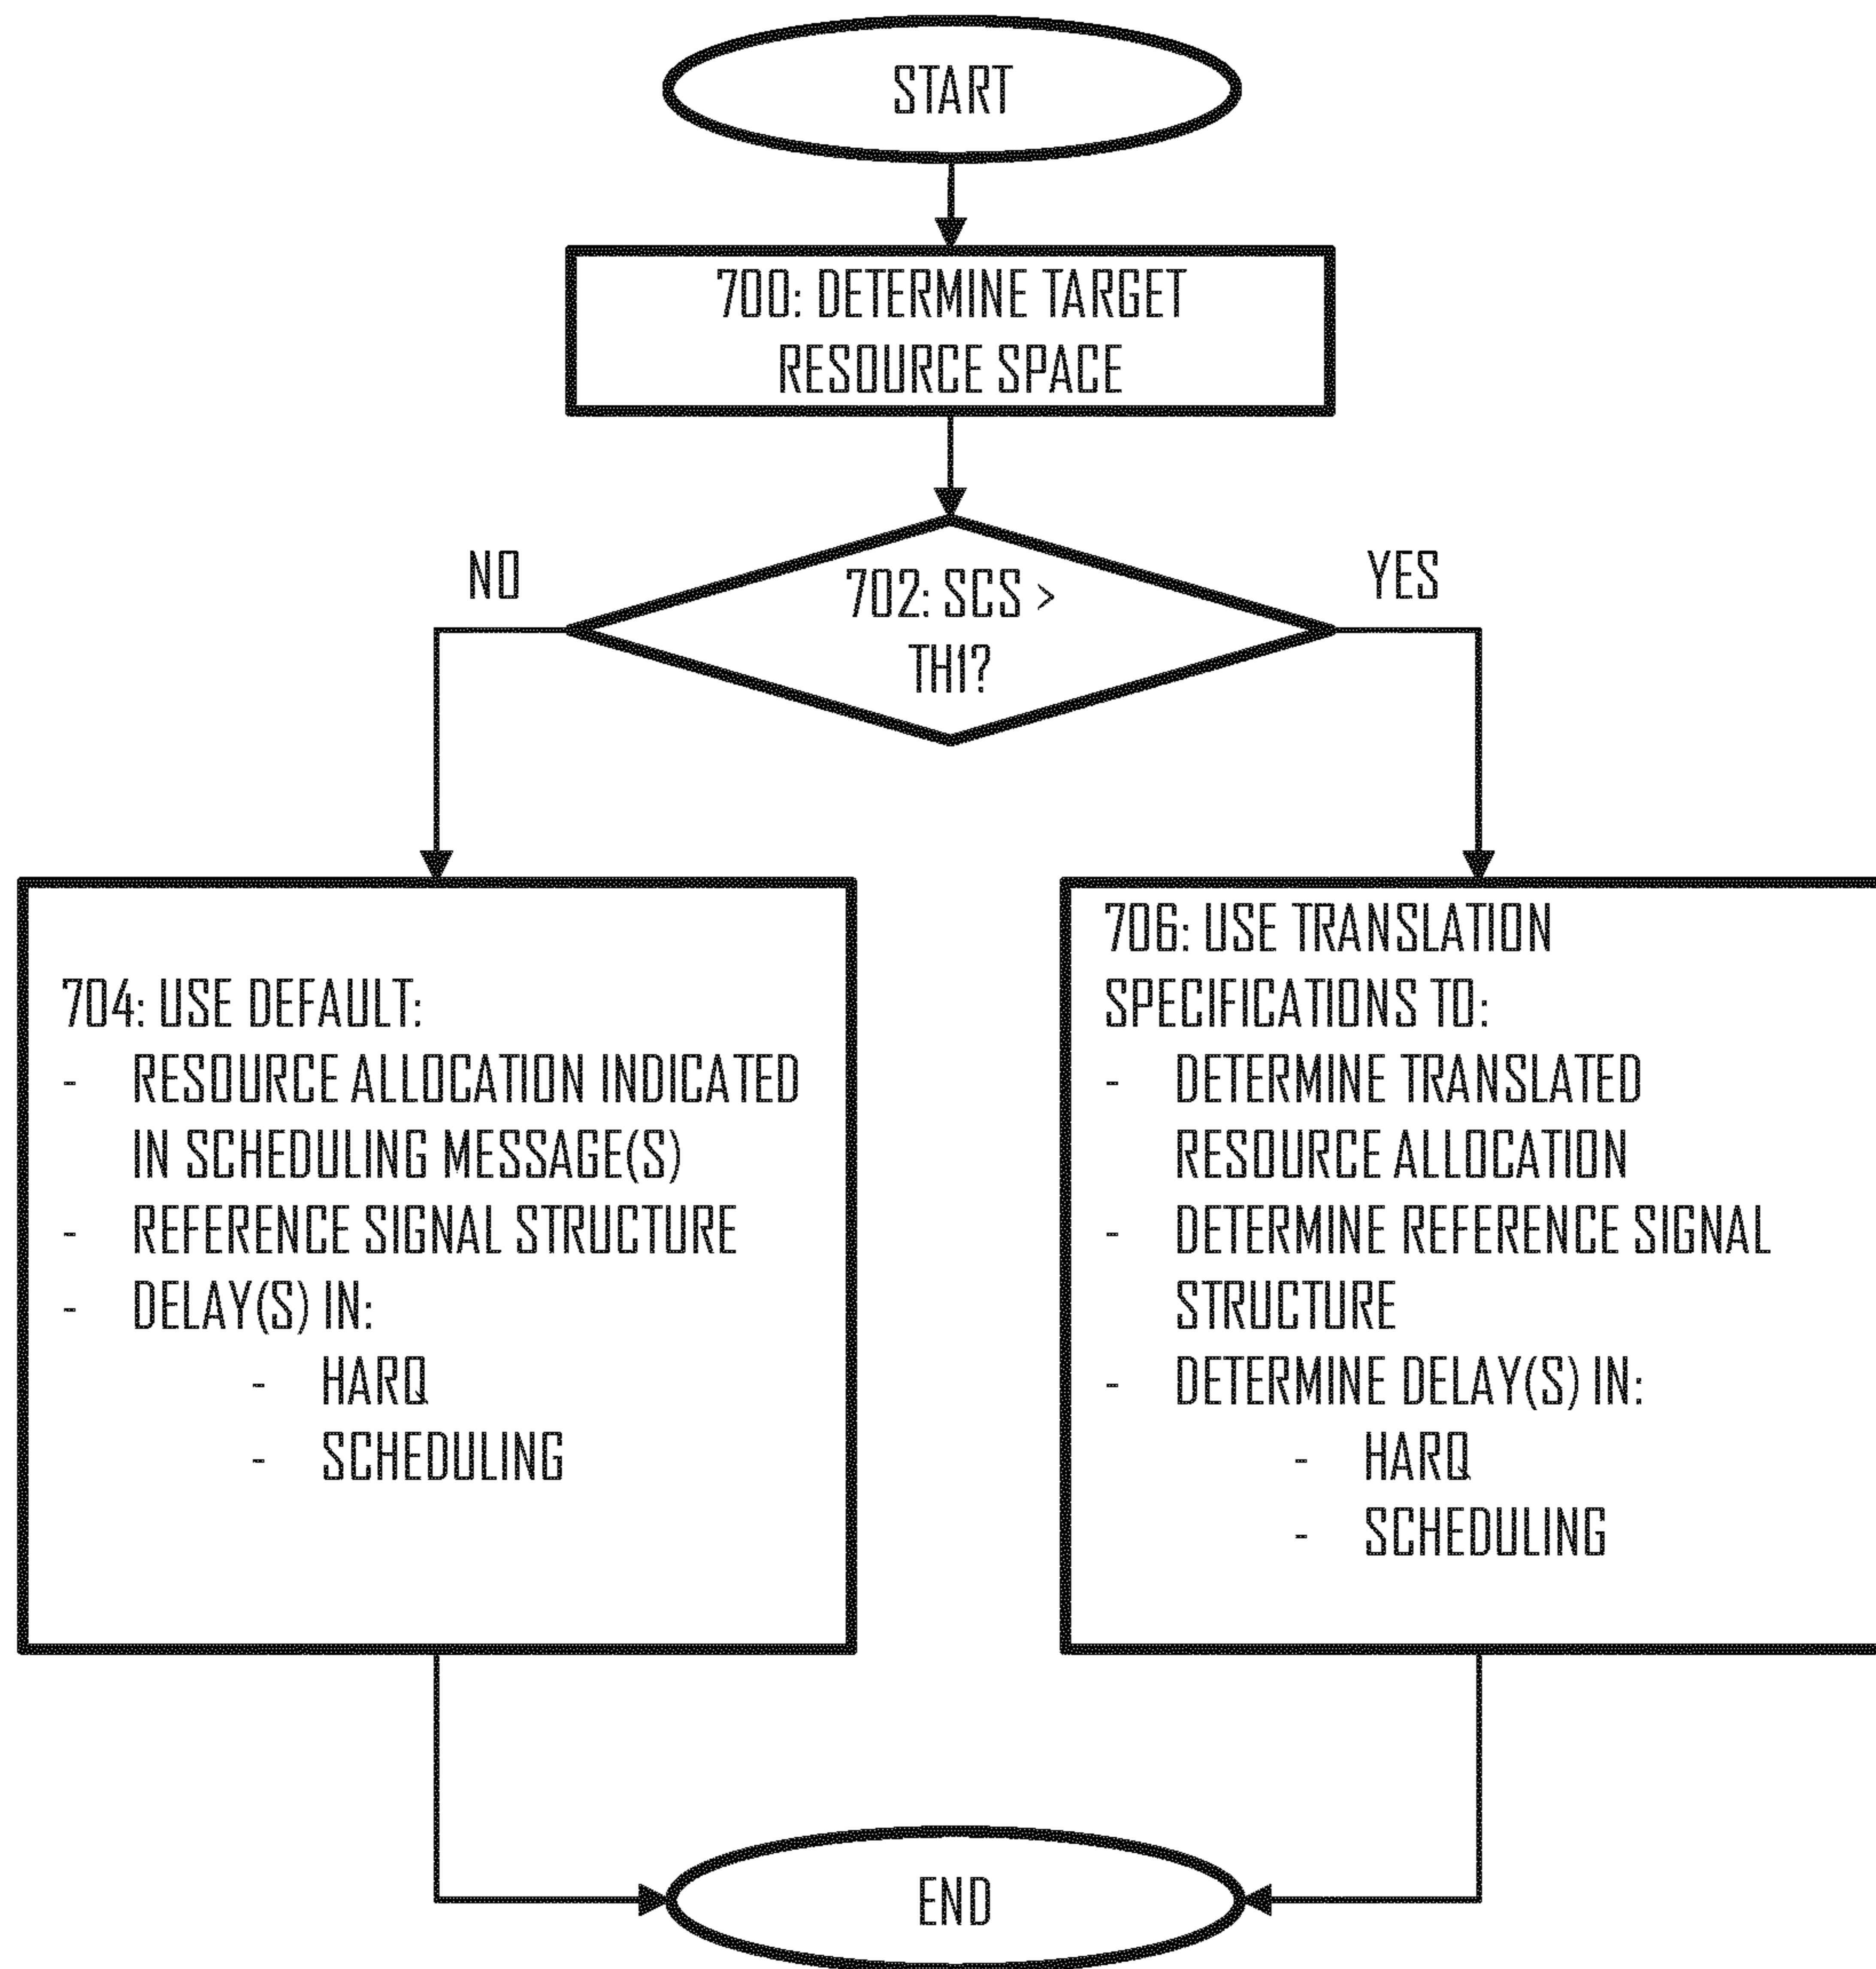 START
700: DETERMINE TARGET
RESOURCE SPACE
NO
702: SCS >
TH1?
YES
704: USE DEFAULT:
- RESOURCE ALLOCATION INDICATED
IN SCHEDULING MESSAGE(S)
- REFERENCE SIGNAL STRUCTURE
- DELAY(S) IN:
- HARQ
- SCHEDULING
706: USE TRANSLATION
SPECIFICATIONS TO:
- DETERMINE TRANSLATED
RESOURCE ALLOCATION
- DETERMINE REFERENCE SIGNAL
STRUCTURE
- DETERMINE DELAY(S) IN:
- HARQ
- SCHEDULING
END